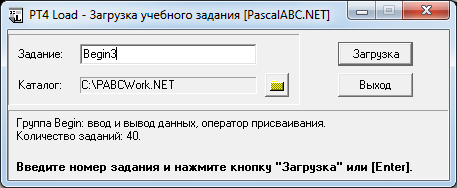 PT4 Load - Загрузка учебного задания [PascalABC.NET]
Задание: Begin3 Загрузка
Каталог: C:\PABCWork.NET Выход
Группа Begin: ввод и вывод данных, оператор присваивания.
Количество заданий: 40.
Введите номер задания и нажмите кнопку "Загрузка" или [Enter].